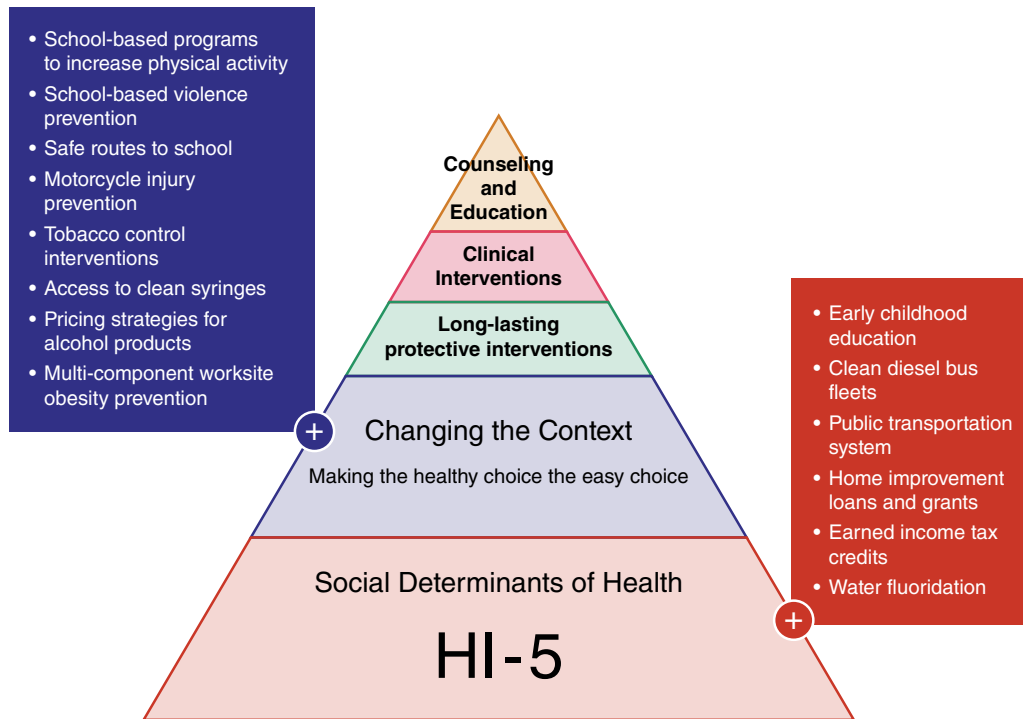 • School-based programs
to increase physical activity
• School-based violence
prevention
• Safe routes to school
• Motorcycle injury
prevention
• Tobacco control
interventions
• Access to clean syringes
• Pricing strategies for
alcohol products
• Multi-component worksite
obesity prevention
+
Counseling
and
Education
Clinical
Interventions
Long-lasting
protective interventions
Changing the Context
Making the healthy choice the easy choice
Social Determinants of Health
HI-5
• Early childhood
education
• Clean diesel bus
fleets
• Public transportation
system
• Home improvement
loans and grants
• Earned income tax
credits
• Water fluoridation
+